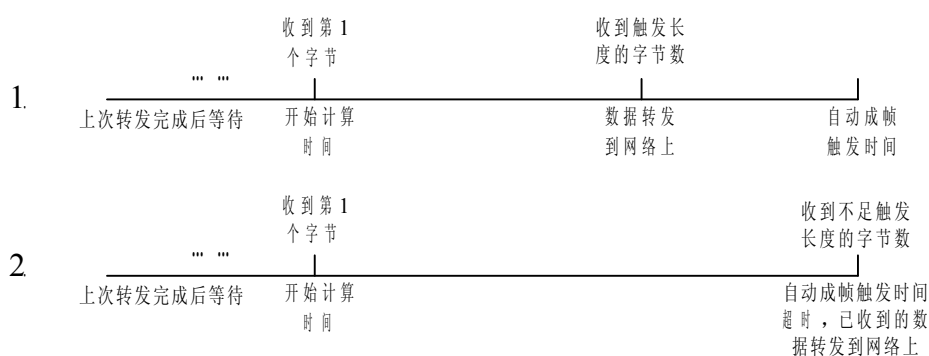 收到第1
个字节
收到触发长
度的字节数
1.
... ...
上次转发完成后等待
开始计算
时间
数据转发
到网络上
自动成帧
触发时间
收到第1
个字节
收到不足触发
长度的字节数
2.
... ...
上次转发完成后等待
开始计算
时间
自动成帧触发时间
超时，已收到的数
据转发到网络上